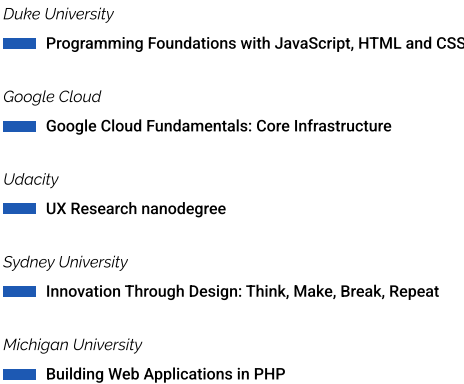 Duke University
Programming Foundations with JavaScript, HTML and CSS
Google Cloud
Google Cloud Fundamentals: Core Infrastructure
Udacity
UX Research nanodegree
Sydney University
Innovation Through Design: Think, Make, Break, Repeat
Michigan University
Building Web Applications in PHP